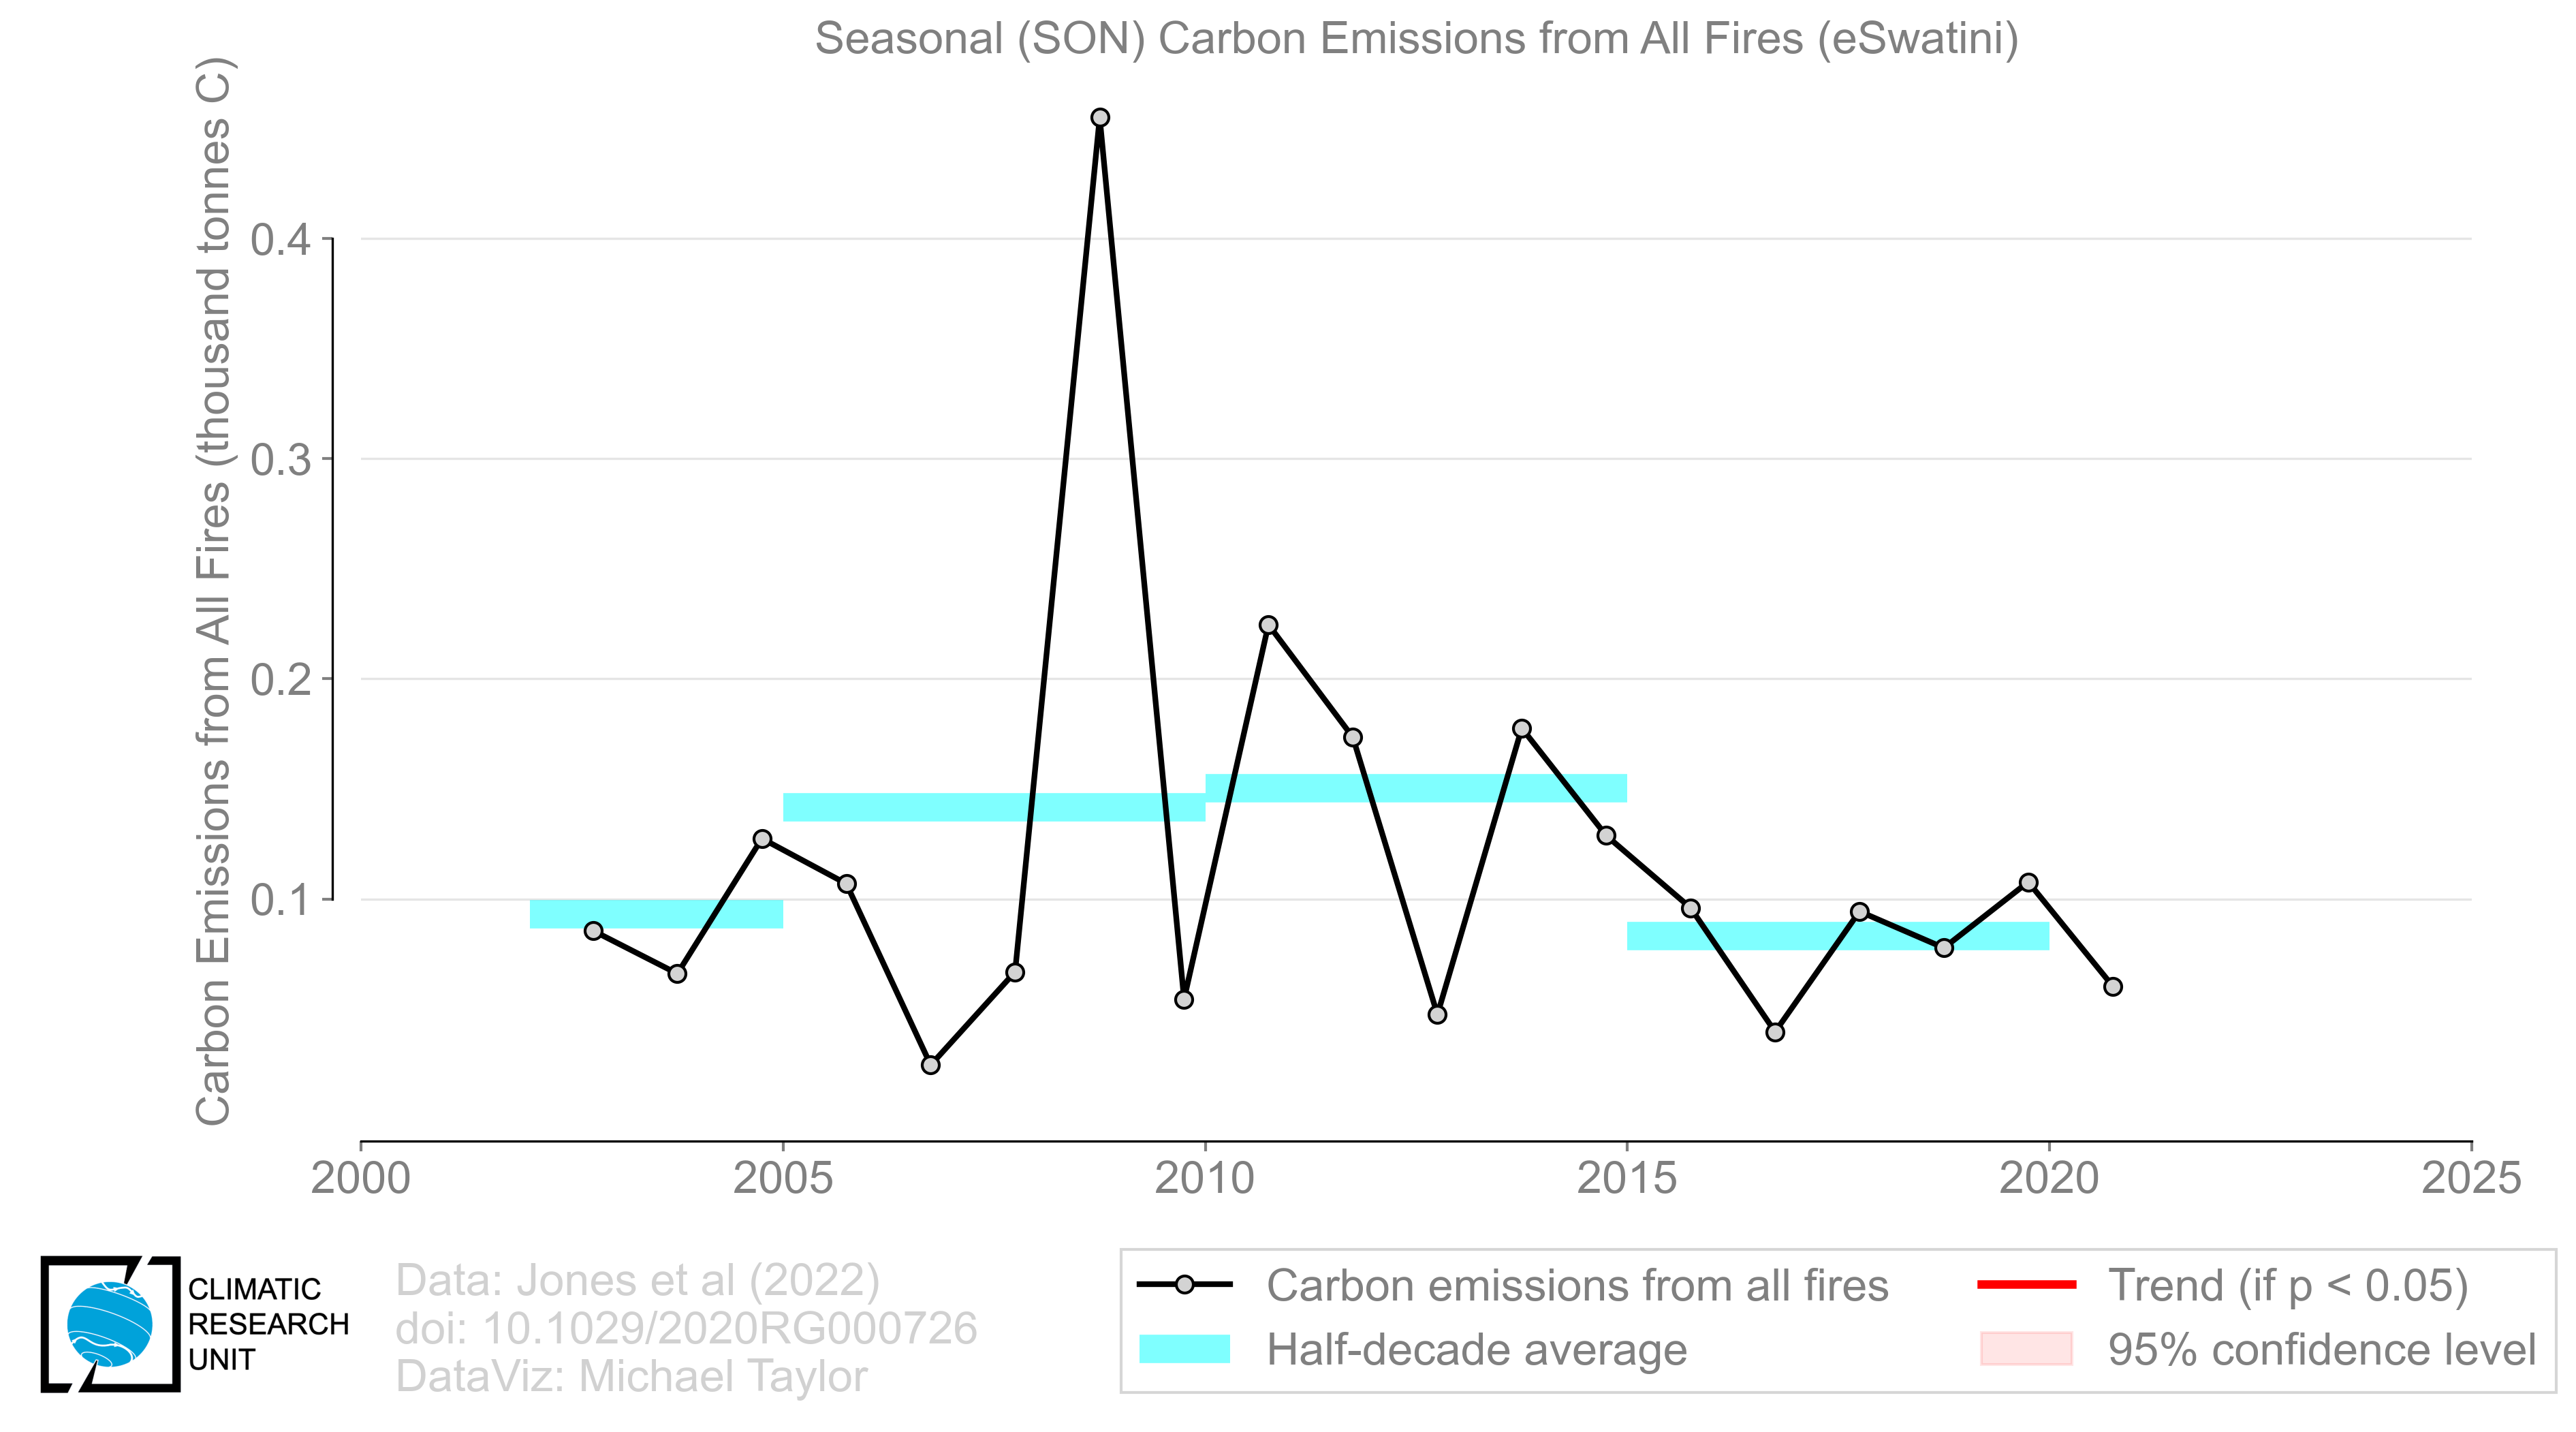 Seasonal (SON) Carbon Emissions from All Fires (eSwatini)
Carbon Emissions from All Fires (thousand tonnes C)
0.4
0.3
0.2
0.1
2000 2005 2010 2015 2020 2025
CLIMATIC
RESEARCH
UNIT
Data: Jones et al (2022)
doi: 10.1029/2020RG000726
DataViz: Michael Taylor
Carbon emissions from all fires
Half-decade average
Trend (if p < 0.05)
95% confidence level